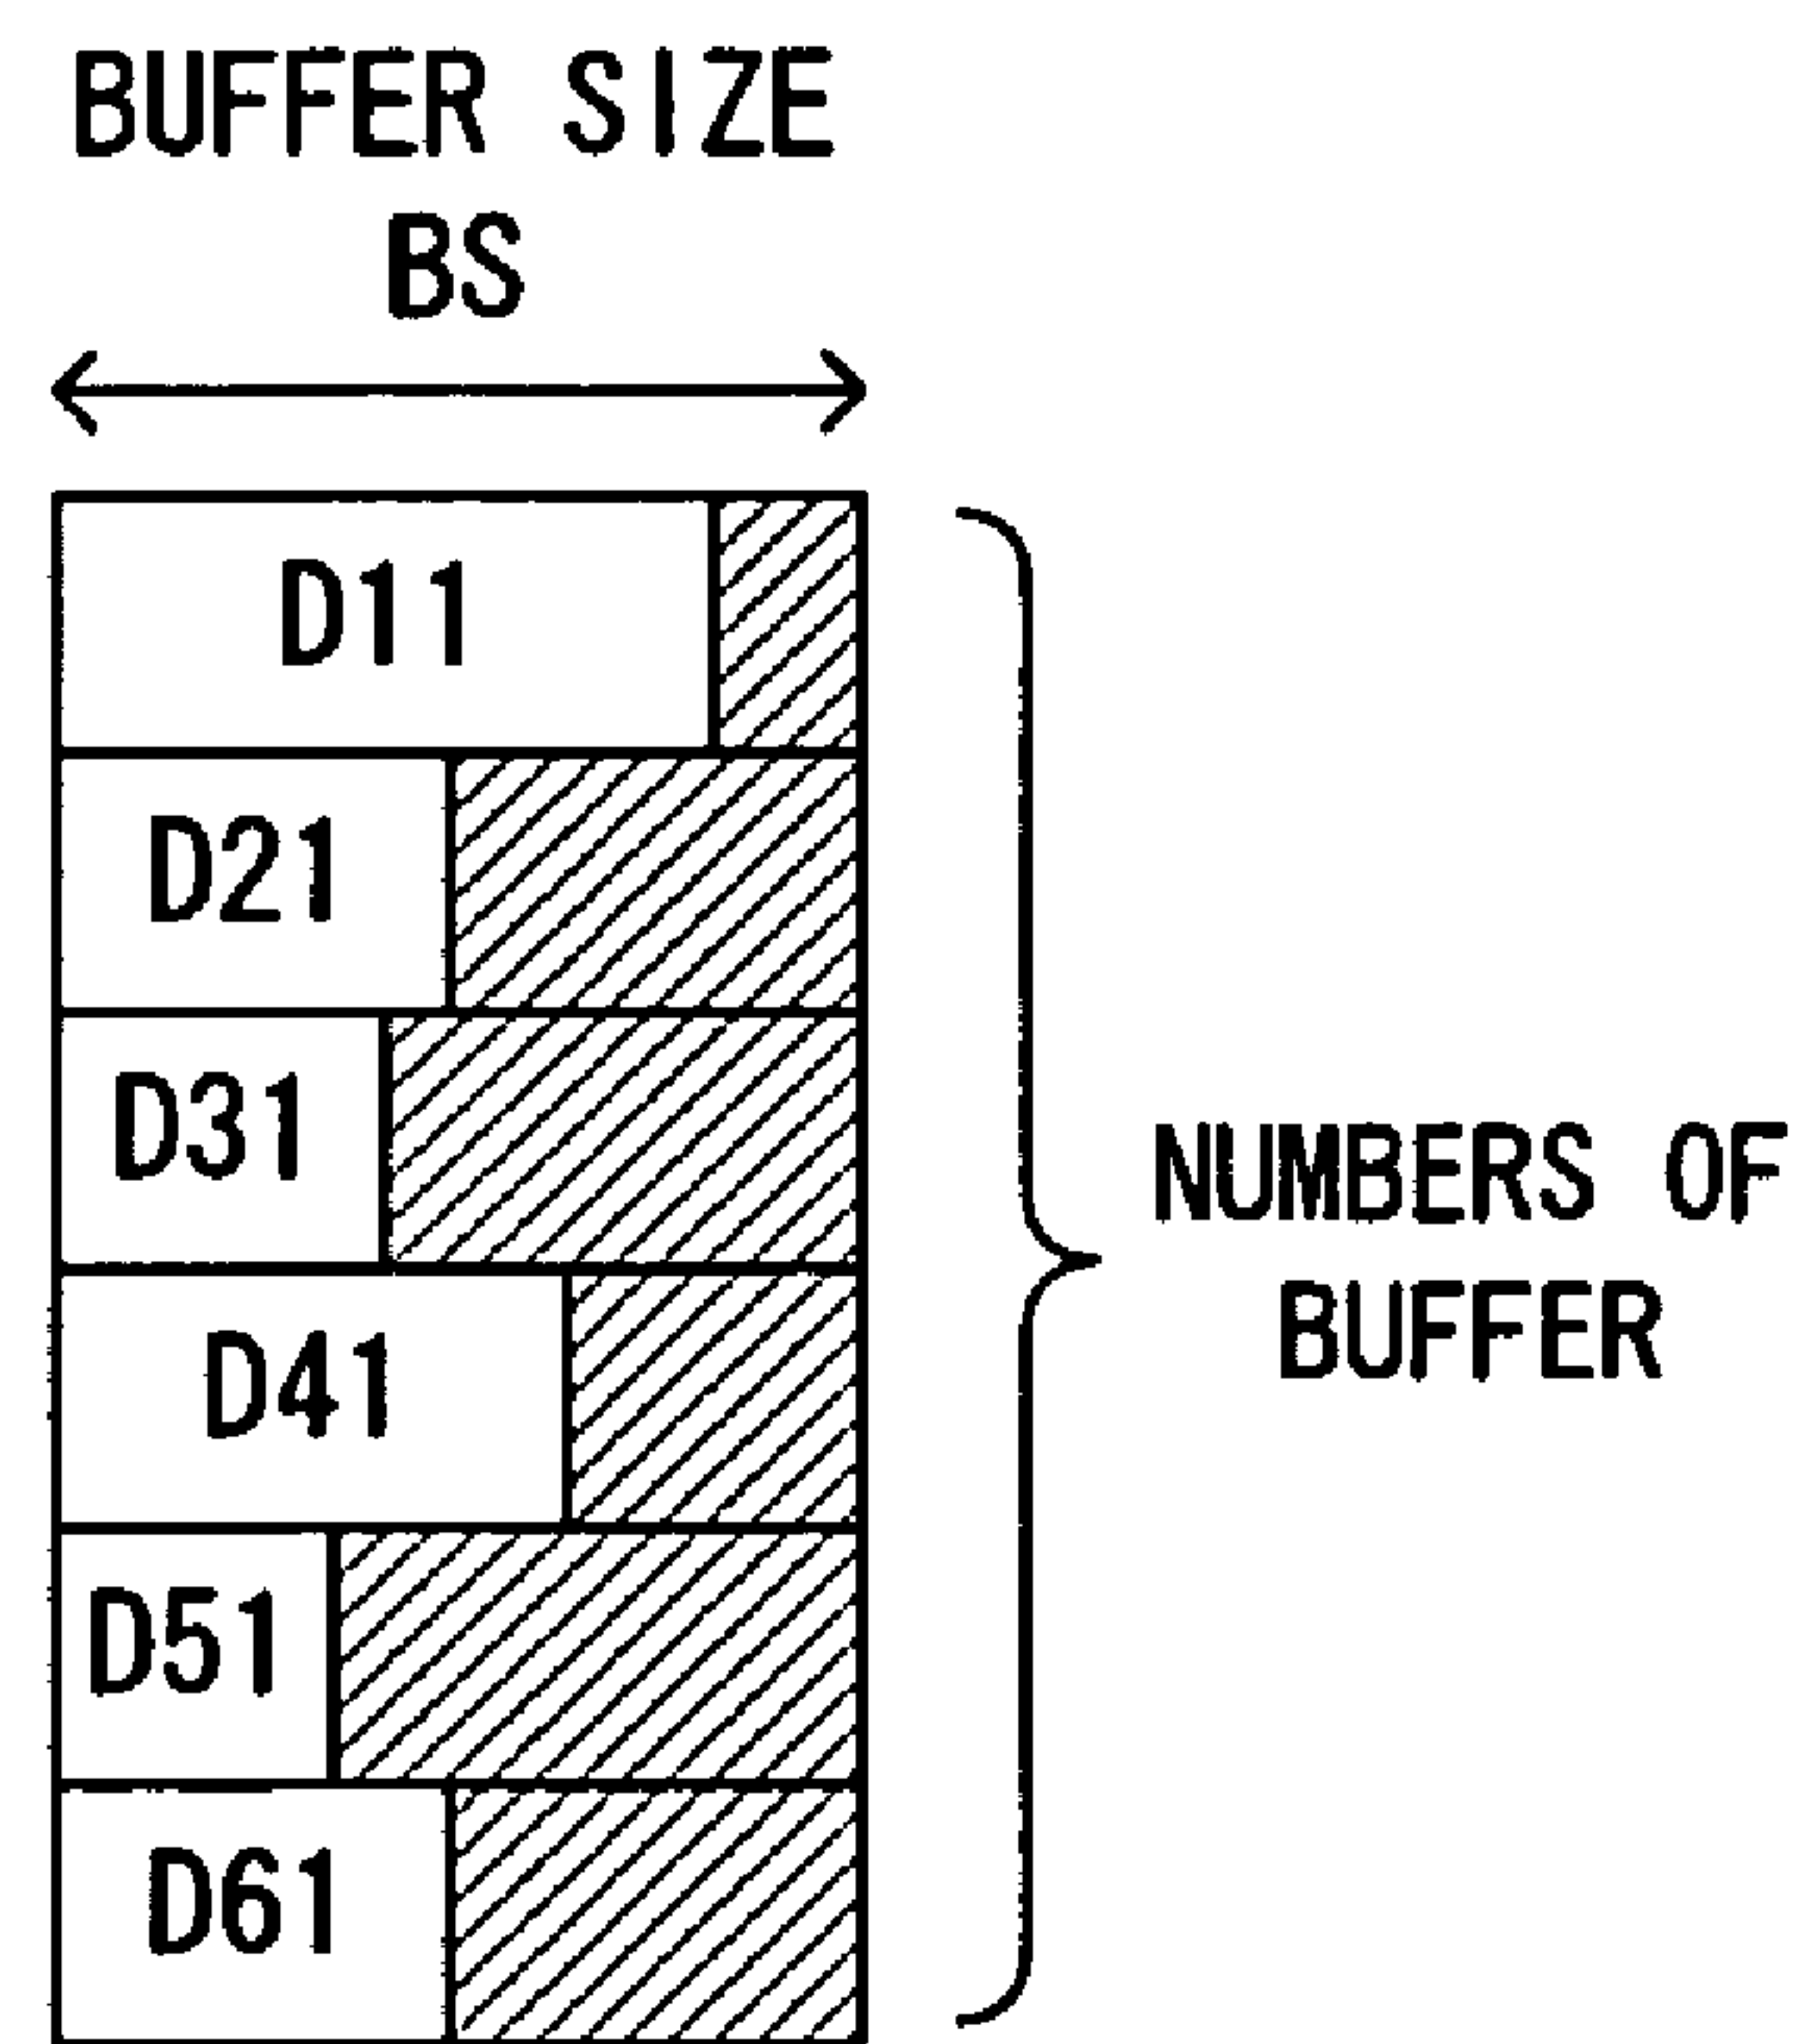 BUFFER SIZE
BS
D11
D21
D31
D41
D51
D61
NUMBERS OF
BUFFER